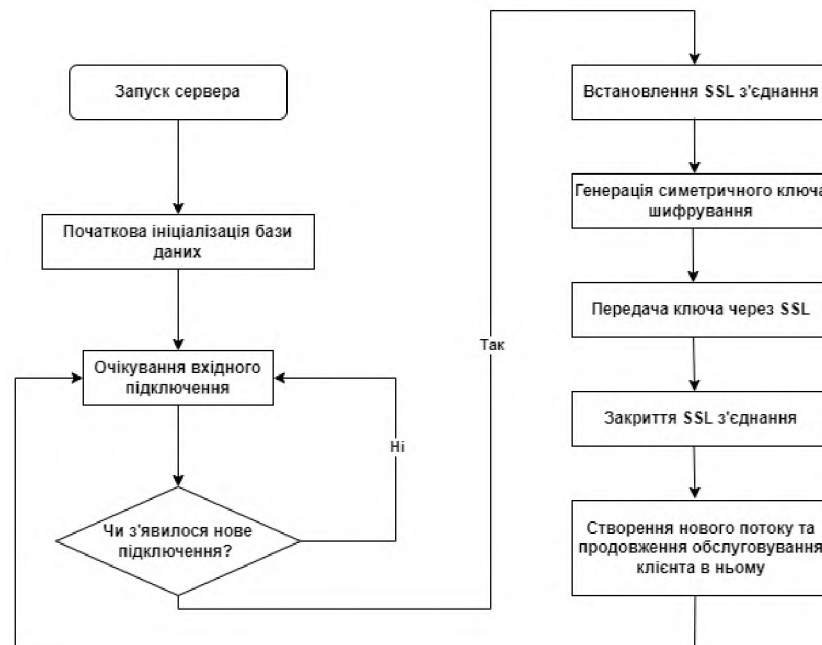 Запуск сервера
Початкова ініціалізація бази
даних
Очікування вхідного
підключення
Ні
Чи з'явилося нове
підключення?
Так
Встановлення SSL з'єднання
Генерація симетричного ключа
шифрування
Передача ключа через SSL
Закриття SSL з'єднання
Створення нового потоку та
продовження обслуговування
клієнта в ньому